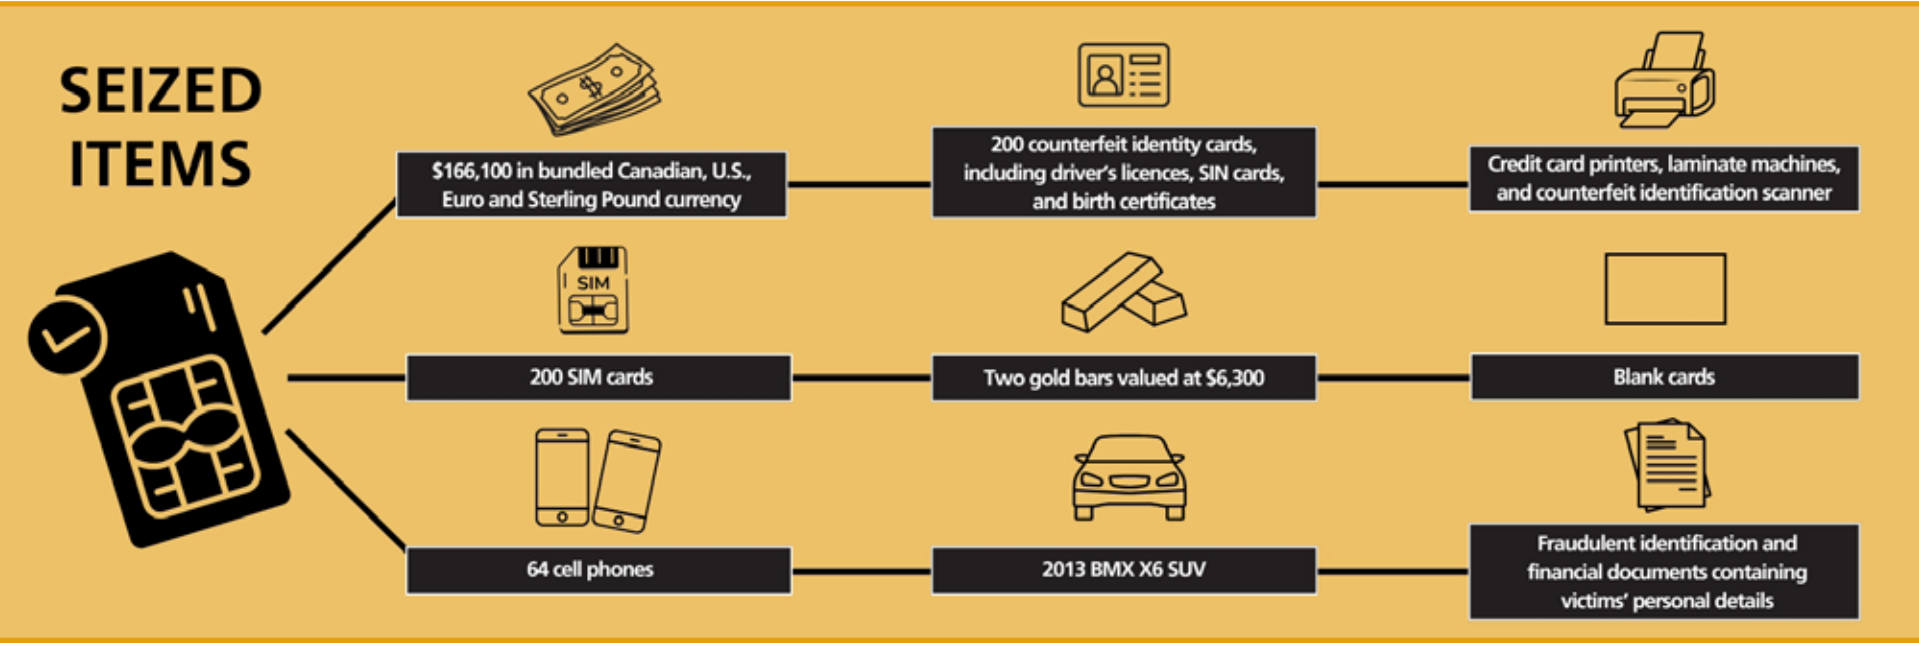 SEIZED
ITEMS
$166,100 in bundled Canadian, U.S.,
Euro and Sterling Pound currency
200 counterfeit identity cards,
including driver's licences, SIN cards,
and birth certificates
Credit card printers, laminate machines,
and counterfeit identification scanner
SIM
200 SIM cards
Two gold bars valued at $6,300
Blank cards
64 cell phones
2013 BMX X6 SUV
Fraudulent identification and
financial documents containing
victims' personal details